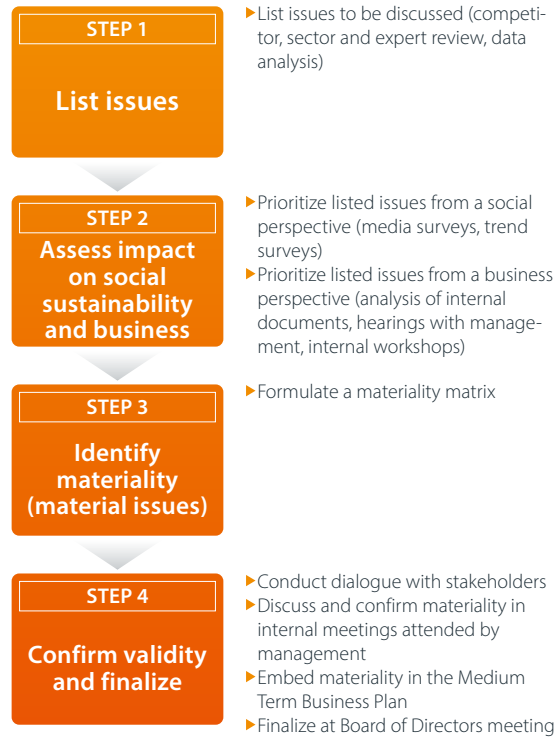 STEP 1
List issues
▶List issues to be discussed (competi-
tor, sector and expert review, data
analysis)
STEP 2
Assess impact
on social
sustainability
and business
▶Prioritize listed issues from a social
perspective (media surveys, trend
surveys)
▶Prioritize listed issues from a business
perspective (analysis of internal
documents, hearings with manage-
ment, internal workshops)
STEP 3
Identify
materiality
(material issues)
▶Formulate a materiality matrix
STEP 4
Confirm validity
and finalize
▶Conduct dialogue with stakeholders
▶Discuss and confirm materiality in
internal meetings attended by
management
▶Embed materiality in the Medium
Term Business Plan
▶Finalize at Board of Directors meeting